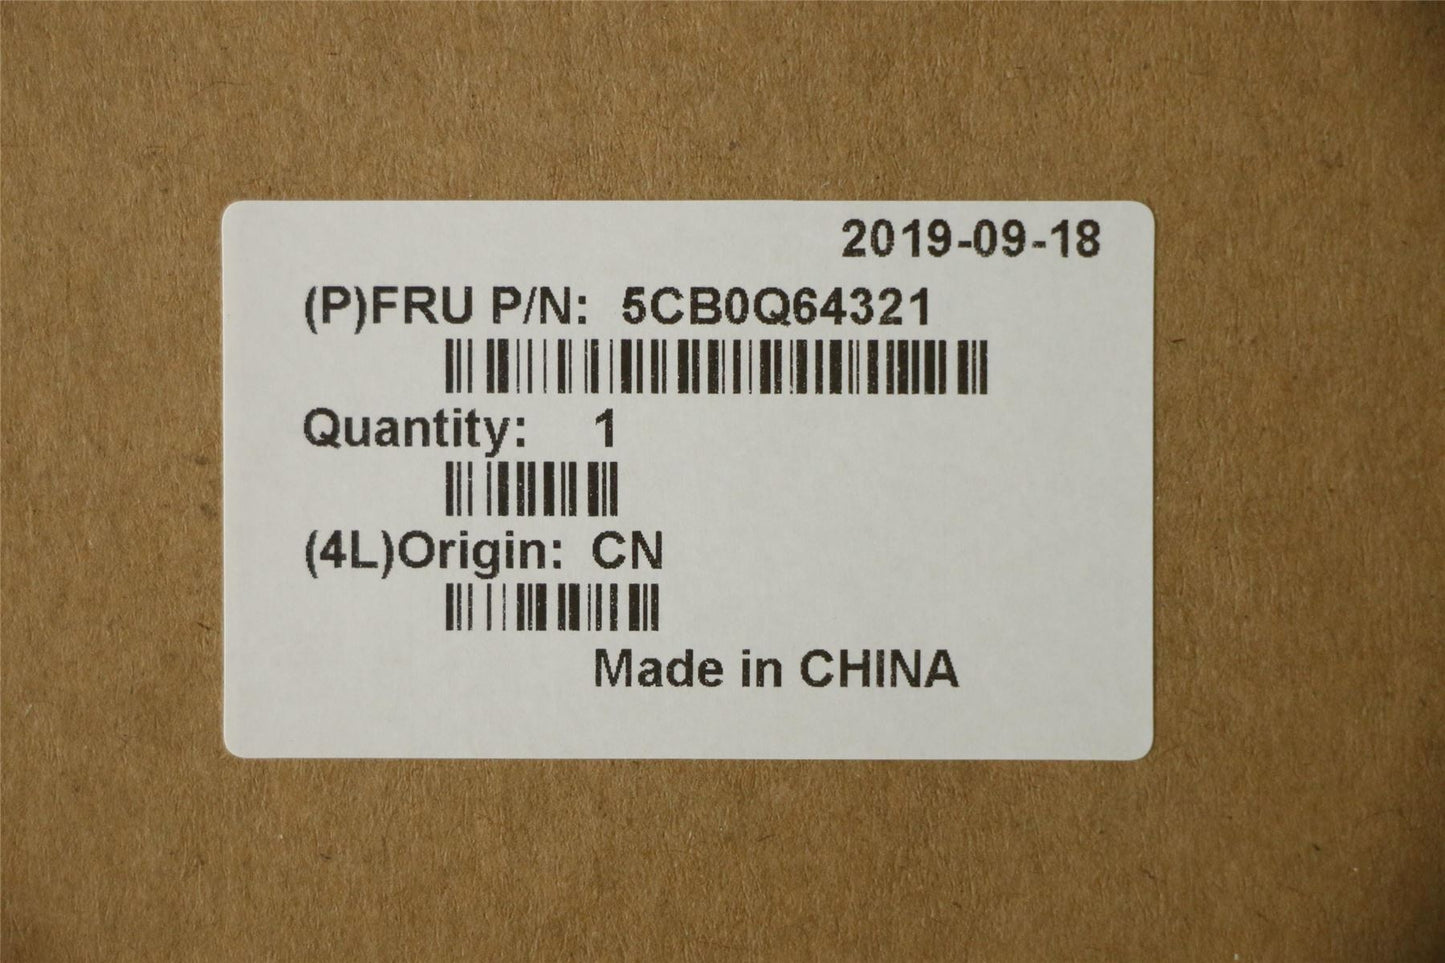 2019-09-18
(P)FRU P/N: 5CB0Q64321
Quantity: 1
(4L)Origin: CN
Made in CHINA